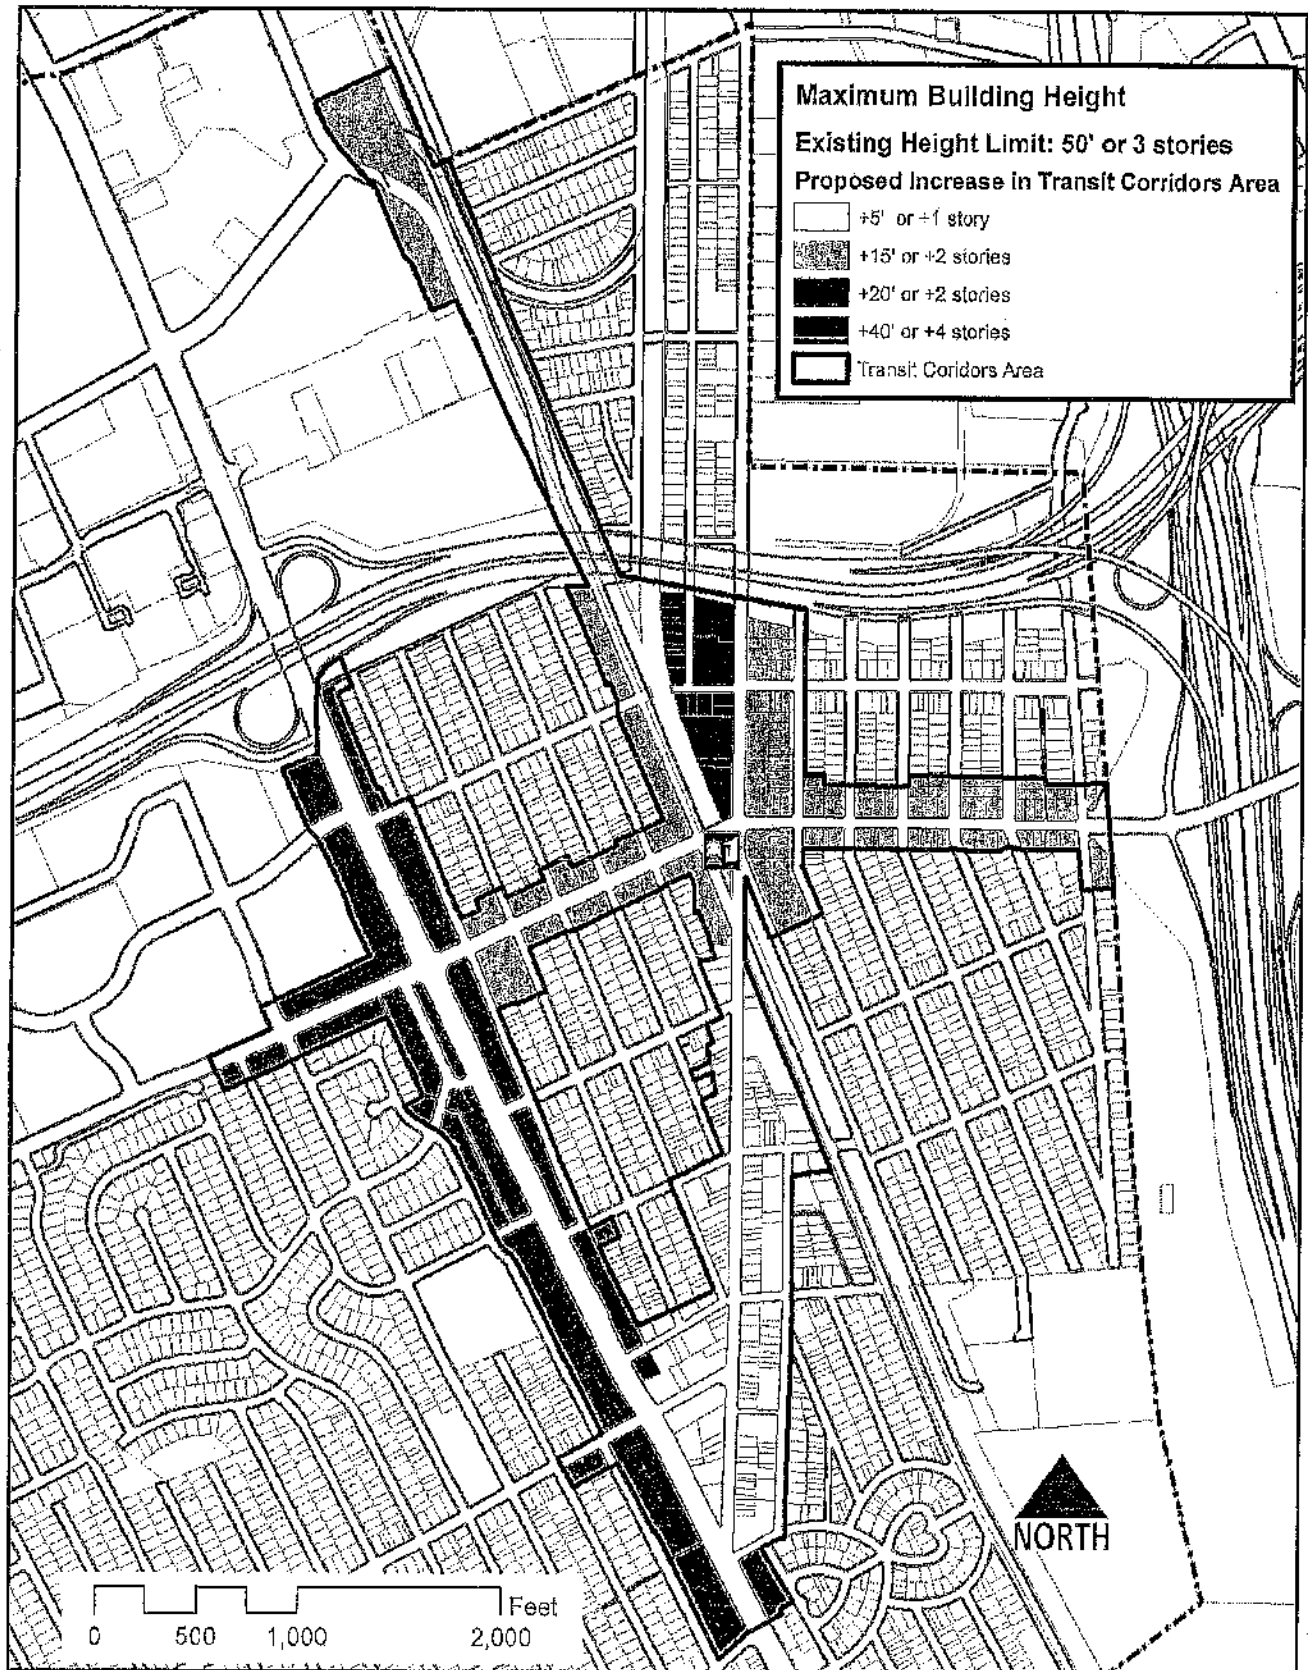 Maximum Building Height
Existing Height Limit: 50' or 3 stories
Proposed Increase in Transit Corridors Area
+5' or +1 story
+15' or +2 stories
+20' or +2 stories
+40' or +4 stories
Transit Coridors Area
NORTH
Feet
0 500 1,000 2,000